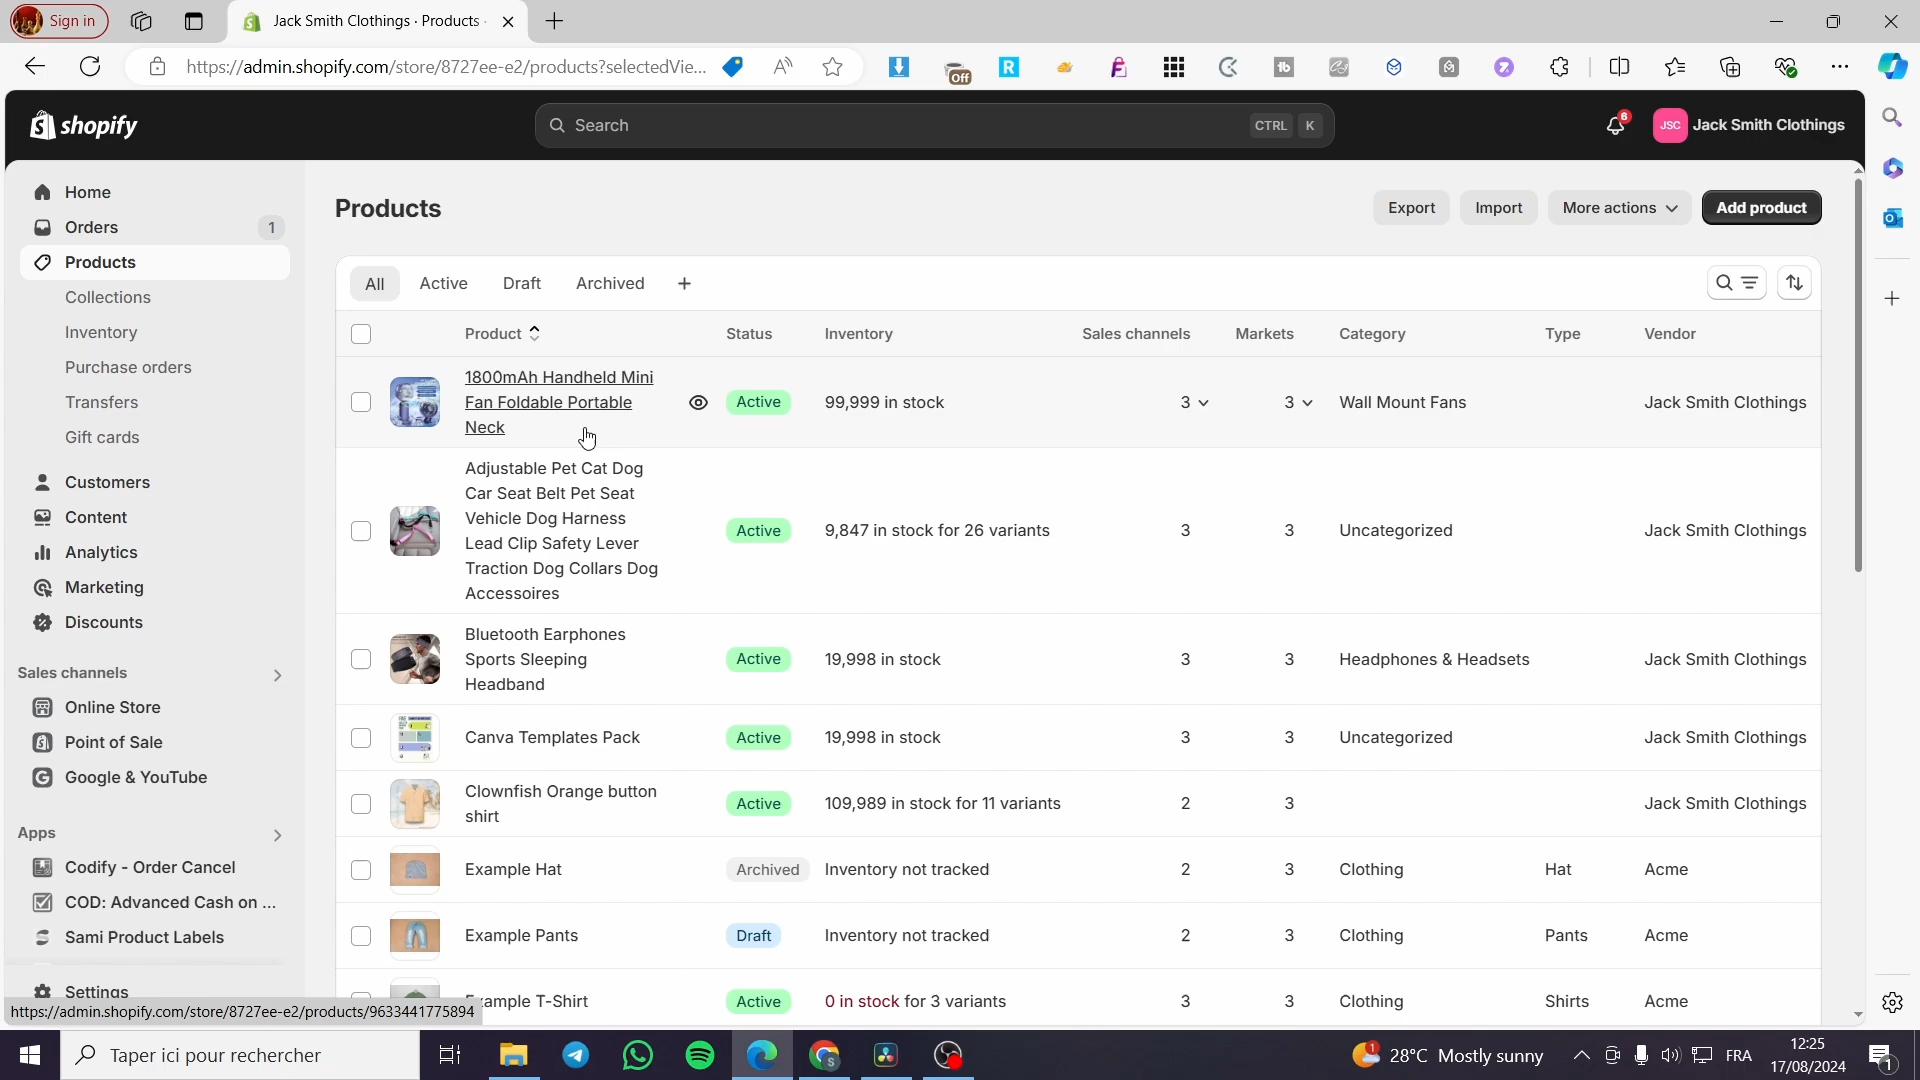 Sign in
Jack Smith Clothings · Products ·
https://admin.shopify.com/store/8727ee-e2/products?selectedVie...
Off
shopify
Search
CTRL K
6
JSC
Jack Smith Clothings
Home
Orders 1
Products
Collections
Inventory
Purchase orders
Transfers
Gift cards
Customers
Content
Analytics
Marketing
Discounts
Sales channels
Online Store
Point of Sale
Google & YouTube
Apps
Codify - Order Cancel
COD: Advanced Cash on ...
Sami Product Labels
Settings
https://admin.shopify.com/store/8727ee-e2/products/9633441775894
Products
Export Import More actions Add product
All Active Draft Archived +
Product Status Inventory Sales channels Markets Category Type Vendor
1800mAh Handheld Mini
Fan Foldable Portable
Neck
Active 99,999 in stock 3 3 Wall Mount Fans Jack Smith Clothings
Adjustable Pet Cat Dog
Car Seat Belt Pet Seat
Vehicle Dog Harness
Lead Clip Safety Lever
Traction Dog Collars Dog
Accessoires
Active 9,847 in stock for 26 variants 3 3 Uncategorized Jack Smith Clothings
Bluetooth Earphones
Sports Sleeping
Headband
Active 19,998 in stock 3 3 Headphones & Headsets Jack Smith Clothings
Canva Templates Pack Active 19,998 in stock 3 3 Uncategorized Jack Smith Clothings
Clownfish Orange button
shirt
Active 109,989 in stock for 11 variants 2 3 Jack Smith Clothings
Example Hat Archived Inventory not tracked 2 3 Clothing Hat Acme
Example Pants Draft Inventory not tracked 2 3 Clothing Pants Acme
ample T-Shirt Active 0 in stock for 3 variants 3 3 Clothing Shirts Acme
Taper ici pour rechercher
1
28°C Mostly sunny
FRA
12:25
17/08/2024
1